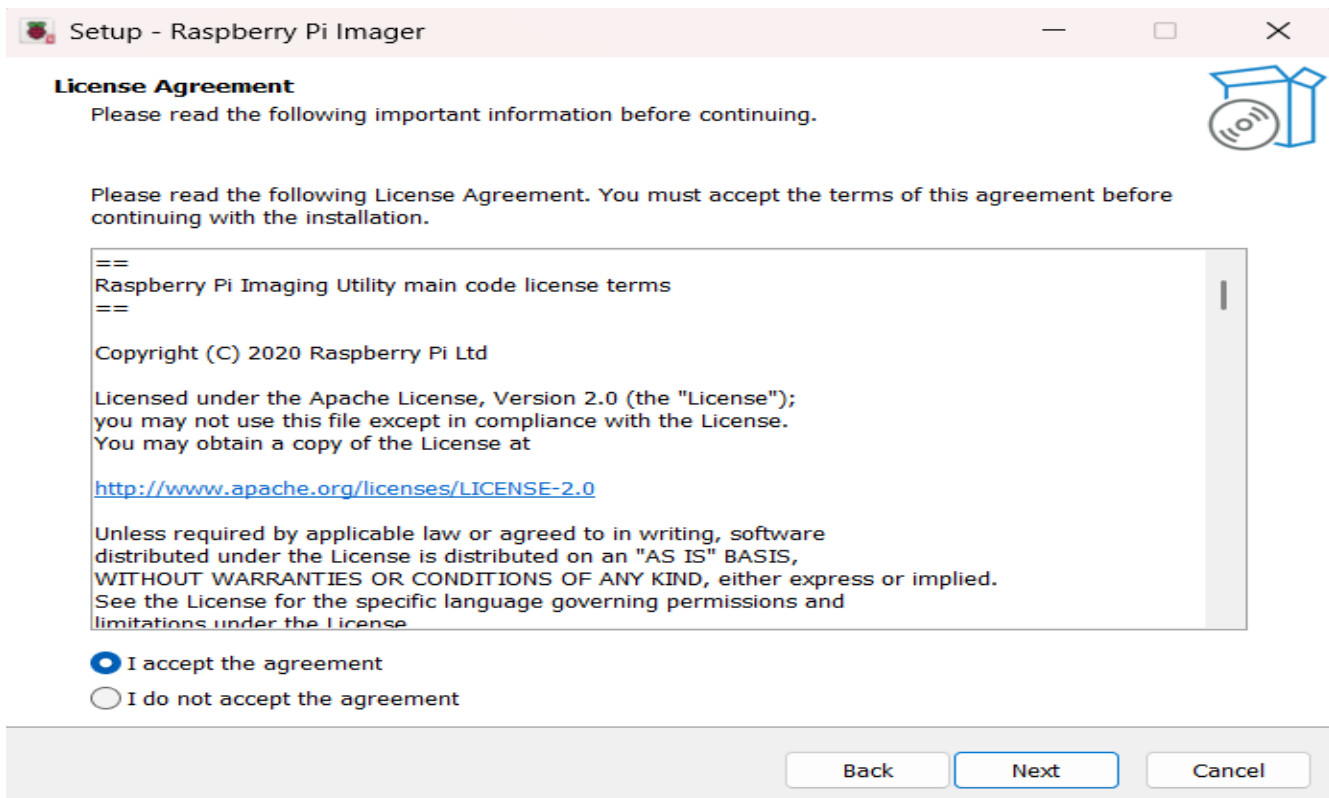 Setup - Raspberry Pi Imager
License Agreement
Please read the following important information before continuing.
Please read the following License Agreement. You must accept the terms of this agreement before
continuing with the installation.
==
Raspberry Pi Imaging Utility main code license terms
==
Copyright (C) 2020 Raspberry Pi Ltd
Licensed under the Apache License, Version 2.0 (the "License");
you may not use this file except in compliance with the License.
You may obtain a copy of the License at
http://www.apache.org/licenses/LICENSE-2.0
Unless required by applicable law or agreed to in writing, software
distributed under the License is distributed on an "AS IS" BASIS,
WITHOUT WARRANTIES OR CONDITIONS OF ANY KIND, either express or implied.
See the License for the specific language governing permissions and
limitations under the License
I accept the agreement
I do not accept the agreement
Back
Next
Cancel